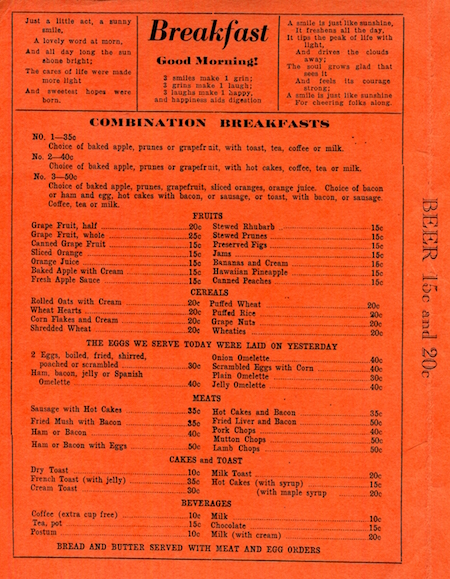 Just a little act, a sunny
smile,
A lovely word at morn,
And all day long the sun
shone bright;
The cares of life were made
more light
And sweetest hopes were
born.
Breakfast
Good Morning!
2 smiles make 1 grin;
2 grins make 1 laugh;
2 laughs make 1 happy,
and happiness aids digestion
A smile is just like sunshine,
It freshens all the day,
It tips the peak of life with
light,
And drives the clouds
away;
The soul grows glad that
sees it
And feels its courage
strong;
A smile is just like sunshine
For cheering folks along.
COMBINATION BREAKFASTS
NO. 1—35c
Choice of baked apple, prunes or grapefruit, with toast, tea, coffee or milk.
No. 2—40c
Choice of baked apple, prunes or grapefruit, with hot cakes, coffee, tea or milk.
No. 3—50c
Choice of baked apple, prunes, grapefruit, sliced oranges, orange juice. Choice of bacon
or ham and egg, hot cakes with bacon, or sausage, or toast, with bacon, or sausage.
Coffee, tea or milk.
FRUITS
Grape Fruit, half 20c
Grape Fruit, whole 25c
Canned Grape Fruit 15c
Sliced Orange 15c
Orange Juice 15c
Baked Apple with Cream 15c
Fresh Apple Sauce 15c
Stewed Rhubarb 15c
Stewed Prunes 15c
Preserved Figs 15c
Jams 15c
Bananas and Cream 15c
Hawaiian Pineapple 15c
Canned Peaches 15c
CEREALS
Rolled Oats with Cream 20c
Wheat Hearts 20c
Corn Flakes and Cream 20c
Shredded Wheat 20c
Puffed Wheat 20c
Puffed Rice 20c
Grape Nuts 20c
Wheaties 20c
THE EGGS WE SERVE TODAY WERE LAID ON YESTERDAY
2 Eggs, boiled, fried, shirred,
poached or scrambled 30c
Ham, bacon, jelly or Spanish
Omelette 40c
Onion Omelette 40c
Scrambled Eggs with Corn 40c
Plain Omelette 30c
Jelly Omelette 40c
MEATS
Sausage with Hot Cakes 35c
Fried Mush with Bacon 35c
Ham or Bacon 40c
Ham or Bacon with Eggs 50c
Hot Cakes and Bacon 35c
Fried Liver and Bacon 50c
Pork Chops 40c
Mutton Chops 50c
Lamb Chops 50c
CAKES and TOAST
Dry Toast 10c
French Toast (with jelly) 35c
Cream Toast 30c
Milk Toast 20c
Hot Cakes (with syrup) 15c
(with maple syrup 20c
BEVERAGES
Coffee (extra cup free) 10c
Tea, pot 15c
Postum 10c
Milk 10c
Chocolate 15c
Milk (with cream) 20c
BREAD AND BUTTER SERVED WITH MEAT AND EGG ORDERS
BEER 15c and 20c